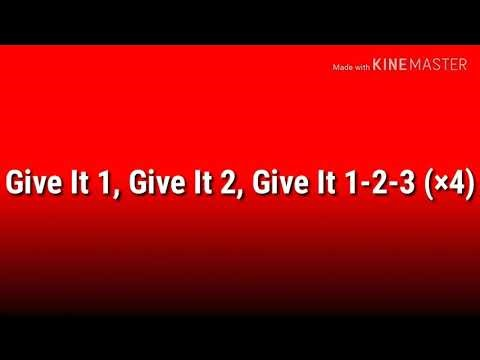 Made with KINEMASTER
Give It 1, Give It 2, Give It 1-2-3 (×4)